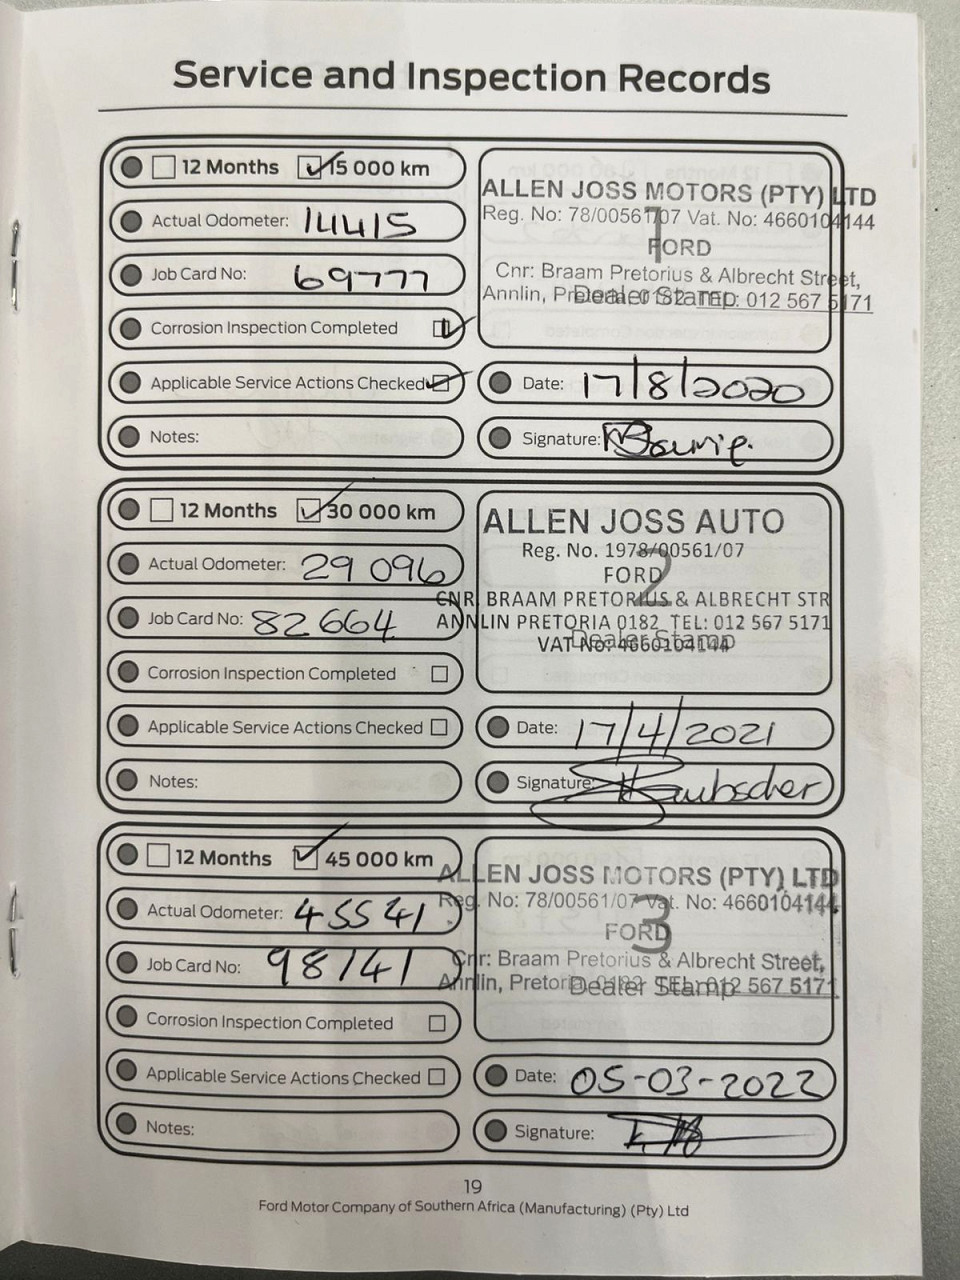 Service and Inspection Records
12 Months 15 000 km
Actual Odometer: 14415
Job Card No: 69777
Corrosion Inspection Completed
Applicable Service Actions Checked
Notes:
ALLEN JOSS MOTORS (PTY) LTD
Reg. No: 78/00561/07 Vat. No: 4660104144
1
FORD
Cnr: Braam Pretorius & Albrecht Street,
Annlin, Pretoria 0182 TEL: 012 567 5171
Dealer Stamp
Date: 17/8/2020
Signature:
12 Months 30 000 km
Actual Odometer: 29 096
Job Card No: 82664
Corrosion Inspection Completed
Applicable Service Actions Checked
Notes:
ALLEN JOSS AUTO
Reg. No. 1978/00561/07
2
FORD
CNR. BRAAM PRETORIUS & ALBRECHT STR
ANNLIN PRETORIA 0182 TEL: 012 567 5171
VAT No: 4660104144
Dealer Stamp
Date: 17/4/2021
Signature:
12 Months 45 000 km
Actual Odometer: 45541
Job Card No: 98141
Corrosion Inspection Completed
Applicable Service Actions Checked
Notes:
ALLEN JOSS MOTORS (PTY) LTD
Reg. No: 78/00561/07 Vat. No: 4660104144
3
FORD
Cnr: Braam Pretorius & Albrecht Street,
Annlin, Pretoria 0182 TEL: 012 567 5171
Dealer Stamp
Date: 05-03-2022
Signature:
19
Ford Motor Company of Southern Africa (Manufacturing) (Pty) Ltd